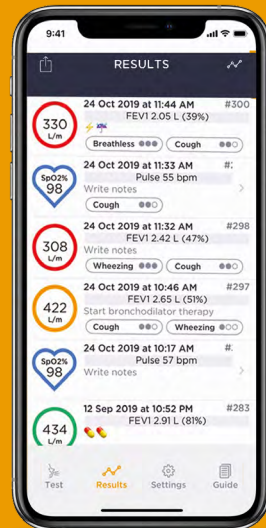 9:41
RESULTS
24 Oct 2019 at 11:44 AM #300
FEV1 2.05 L (39%)
330
L/m
Breathless Cough
24 Oct 2019 at 11:33 AM #:
Pulse 55 bpm
SpO2%
98
Write notes
Cough
24 Oct 2019 at 11:32 AM #298
FEV1 2.42 L (47%)
308
L/m
Write notes
Wheezing Cough
24 Oct 2019 at 10:46 AM #297
FEV1 2.65 L (51%)
422
L/m
Start bronchodilator therapy
Cough Wheezing
24 Oct 2019 at 10:17 AM #:
Pulse 57 bpm
SpO2%
98
Write notes
12 Sep 2019 at 10:52 PM #283
FEV1 2.91 L (81%)
434
L/m
Test Results Settings Guide